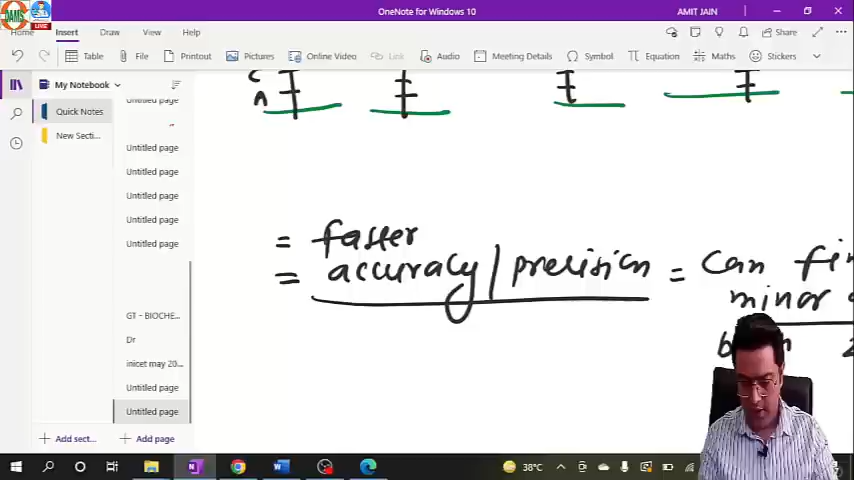 DAMS
LIVE
OneNote for Windows 10
AMIT JAIN
Insert
Draw
View
Help
Share
Table
File
Printout
Pictures
Online Video
Link
Audio
Meeting Details
Symbol
Equation
Maths
Stickers
My Notebook
Quick Notes
New Secti...
Untitled page
Untitled page
Untitled page
Untitled page
Untitled page
Untitled page
GT - BIOCHE...
Dr
inicet may 20...
Untitled page
Untitled page
Add sect...
Add page
C
A
= faster
= accuracy / precision = can fin
minor
38°C